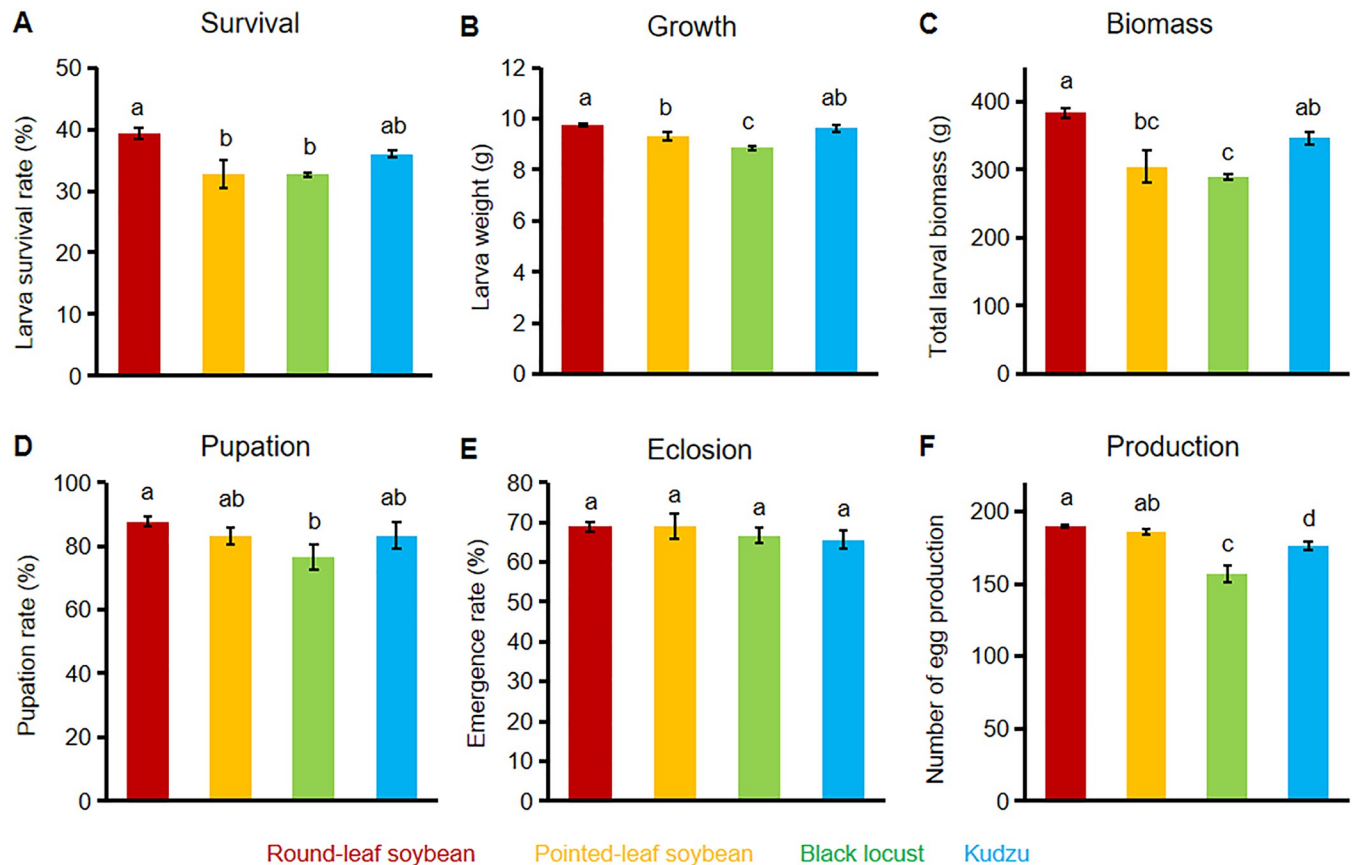 A Survival
Larva survival rate (%)
50
40
30
20
10
0
a
b
b
ab
B Growth
Larva weight (g)
12
10
8
6
4
2
0
a
b
c
ab
C Biomass
Total larval biomass (g)
400
300
200
100
0
a
bc
c
ab
D Pupation
Pupation rate (%)
100
80
60
40
20
0
a
ab
b
ab
E Eclosion
Emergence rate (%)
80
70
60
50
40
30
20
10
0
a
a
a
a
F Production
Number of egg production
200
150
100
50
0
a
ab
c
d
Round-leaf soybean Pointed-leaf soybean Black locust Kudzu